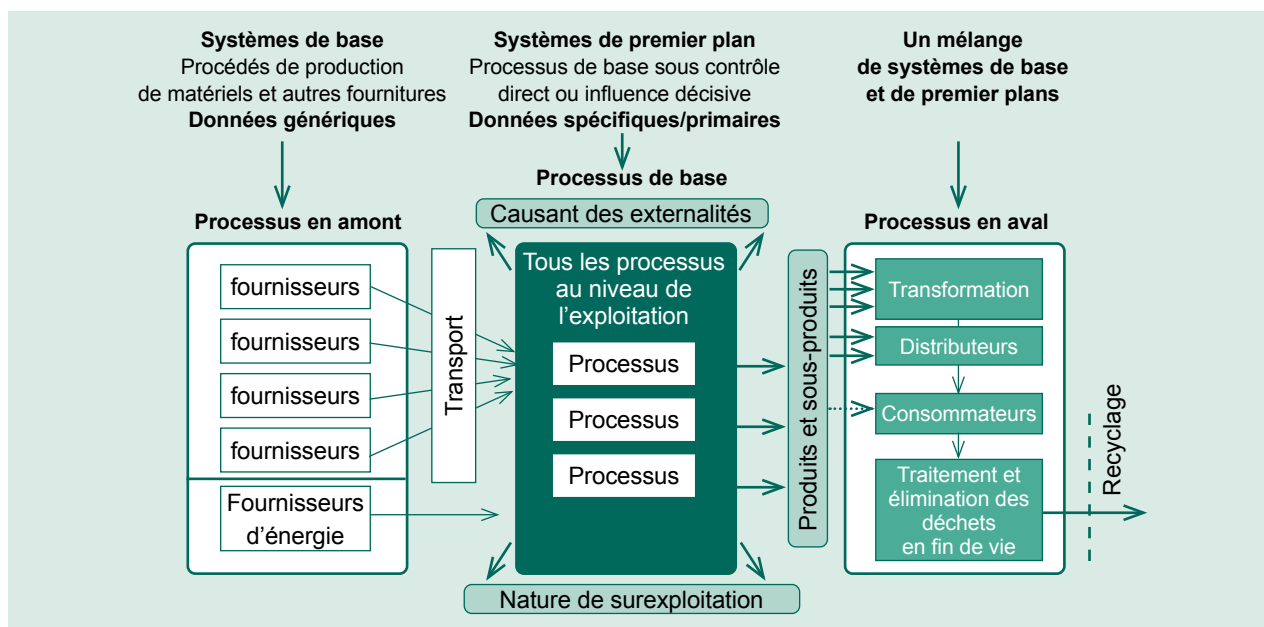 Systèmes de base
Procédés de production
de matériels et autres fournitures
Données génériques
Systèmes de premier plan
Processus de base sous contrôle
direct ou influence décisive
Données spécifiques/primaires
Un mélange
de systèmes de base
et de premier plans
Processus en amont
fournisseurs
fournisseurs
fournisseurs
fournisseurs
Fournisseurs
d’énergie
Transport
Processus de base
Causant des externalités
Tous les processus
au niveau de
l’exploitation
Processus
Processus
Processus
Nature de surexploitation
Produits et sous-produits
Processus en aval
Transformation
Distributeurs
Consommateurs
Traitement et
élimination des
déchets
en fin de vie
Recyclage